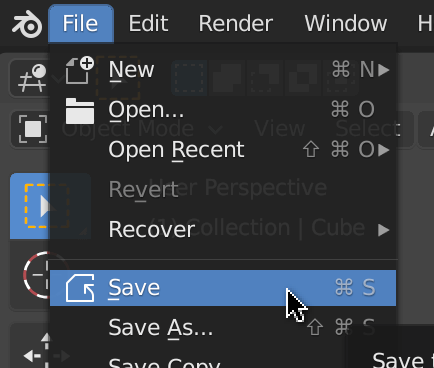 File Edit Render Window H
New ⌘ N▶
Open... ⌘ O
Object Mode View Select A
Open Recent ⇧ ⌘ O▶
Revert
User Perspective
Recover ▶
(1) Collection | Cube
Save ⌘ S
Save As... ⇧ ⌘ S
Save Copy
Save t